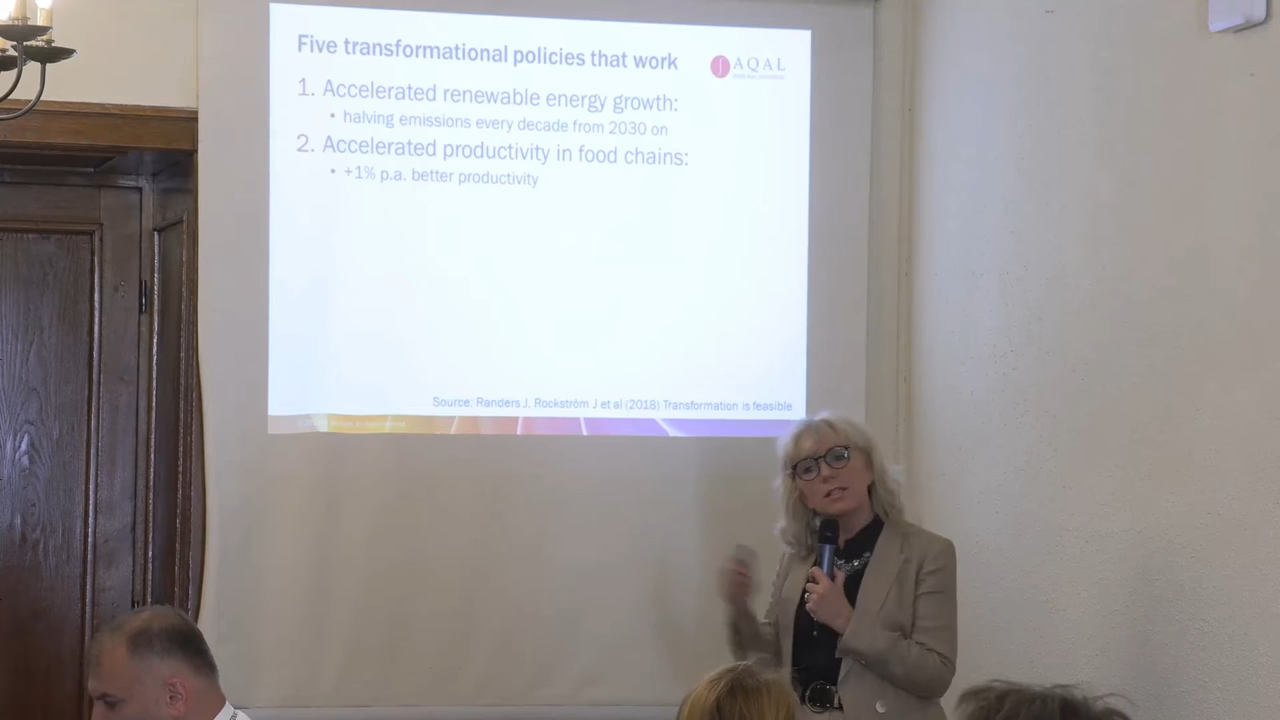 Five transformational policies that work
AQAL
1. Accelerated renewable energy growth:
• halving emissions every decade from 2030 on
2. Accelerated productivity in food chains:
• +1% p.a. better productivity
Source: Randers J. Rockström J et al (2018) Transformation is feasible